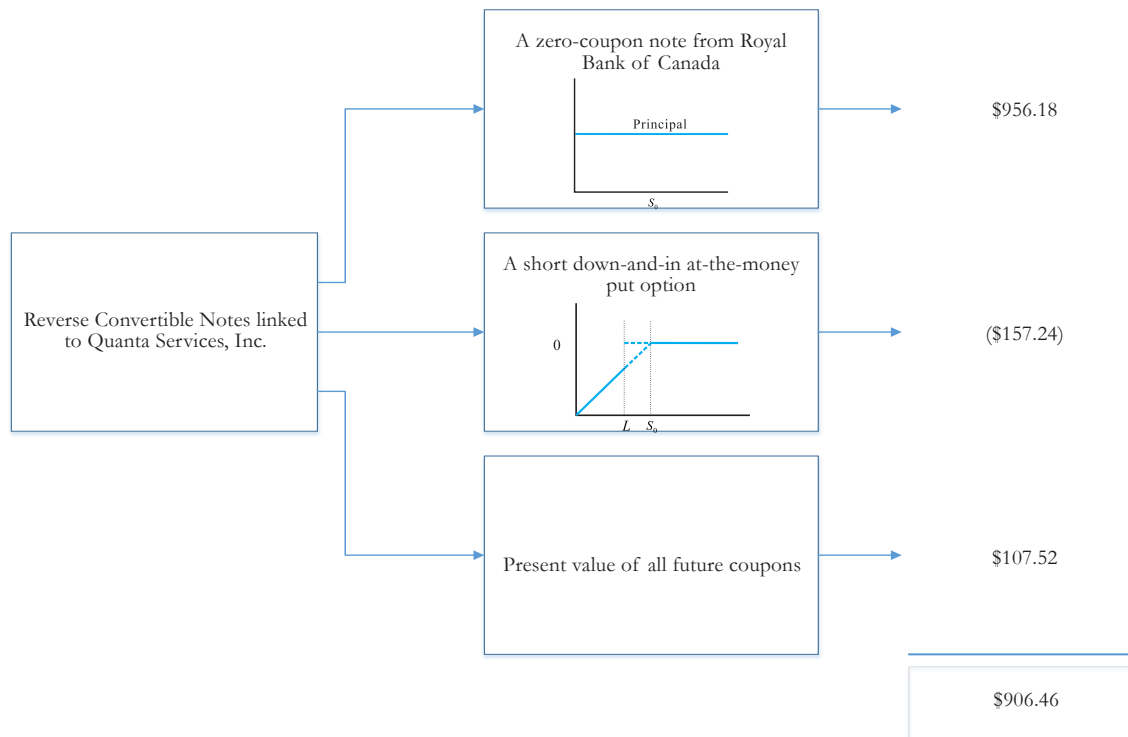 A zero-coupon note from Royal
Bank of Canada
Principal
S₀
$956.18
Reverse Convertible Notes linked
to Quanta Services, Inc.
A short down-and-in at-the-money
put option
0
L S₀
($157.24)
Present value of all future coupons
$107.52
$906.46